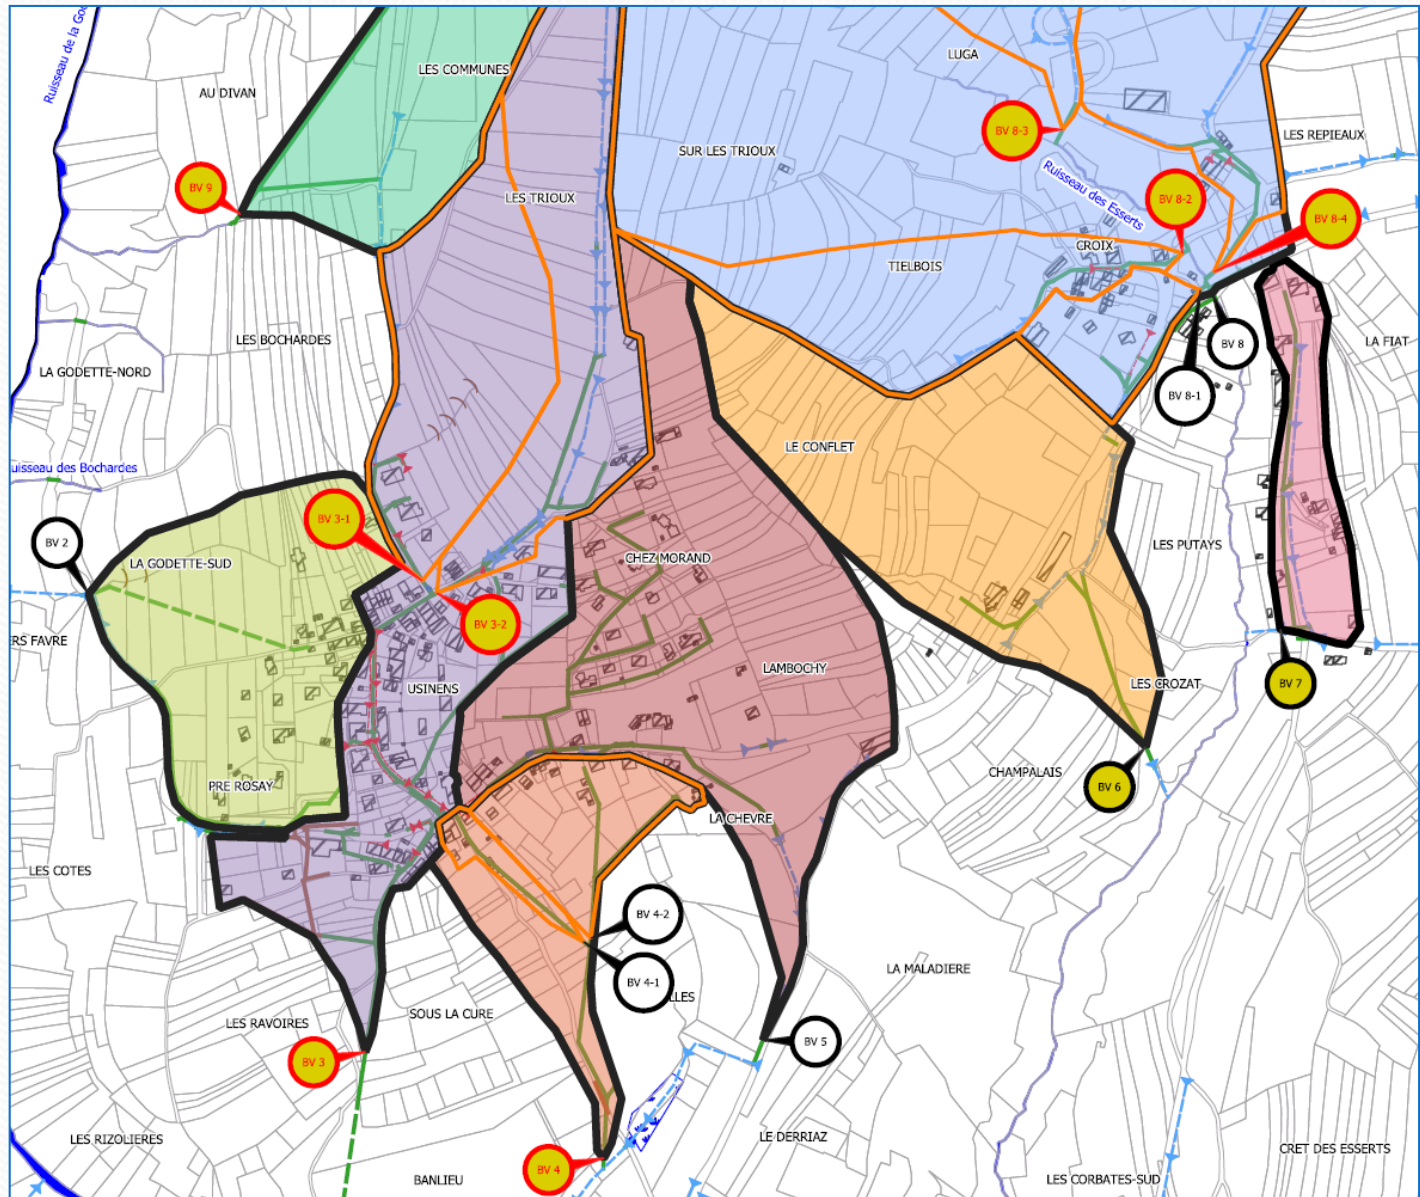 Ruisseau de la Go
LES COMMUNES
LUGA
AU DIVAN
BV 8-3
LES REPIEAUX
SUR LES TRIOUX
Ruisseau des Esserts
BV 9
LES TRIOUX
BV 8-2
BV 8-4
CROIX
TIELBOIS
LES BOCHARDES
BV 8
LA FIAT
LA GODETTE-NORD
BV 8-1
LE CONFLET
uisseau des Bochardes
BV 3-1
BV 2
LES PUTAYS
CHEZ MORAND
LA GODETTE-SUD
BV 3-2
ERS FAVRE
LAMBOCHY
LES CROZAT
BV 7
USINENS
CHAMPALAIS
PRE ROSAY
BV 6
LA CHEVRE
LES COTES
BV 4-2
LA MALADIERE
BV 4-1
LLES
SOUS LA CURE
LES RAVOIRES
BV 5
BV 3
LES RIZOLIERES
LE DERRIAZ
CRET DES ESSERTS
BV 4
BANLIEU
LES CORBATES-SUD